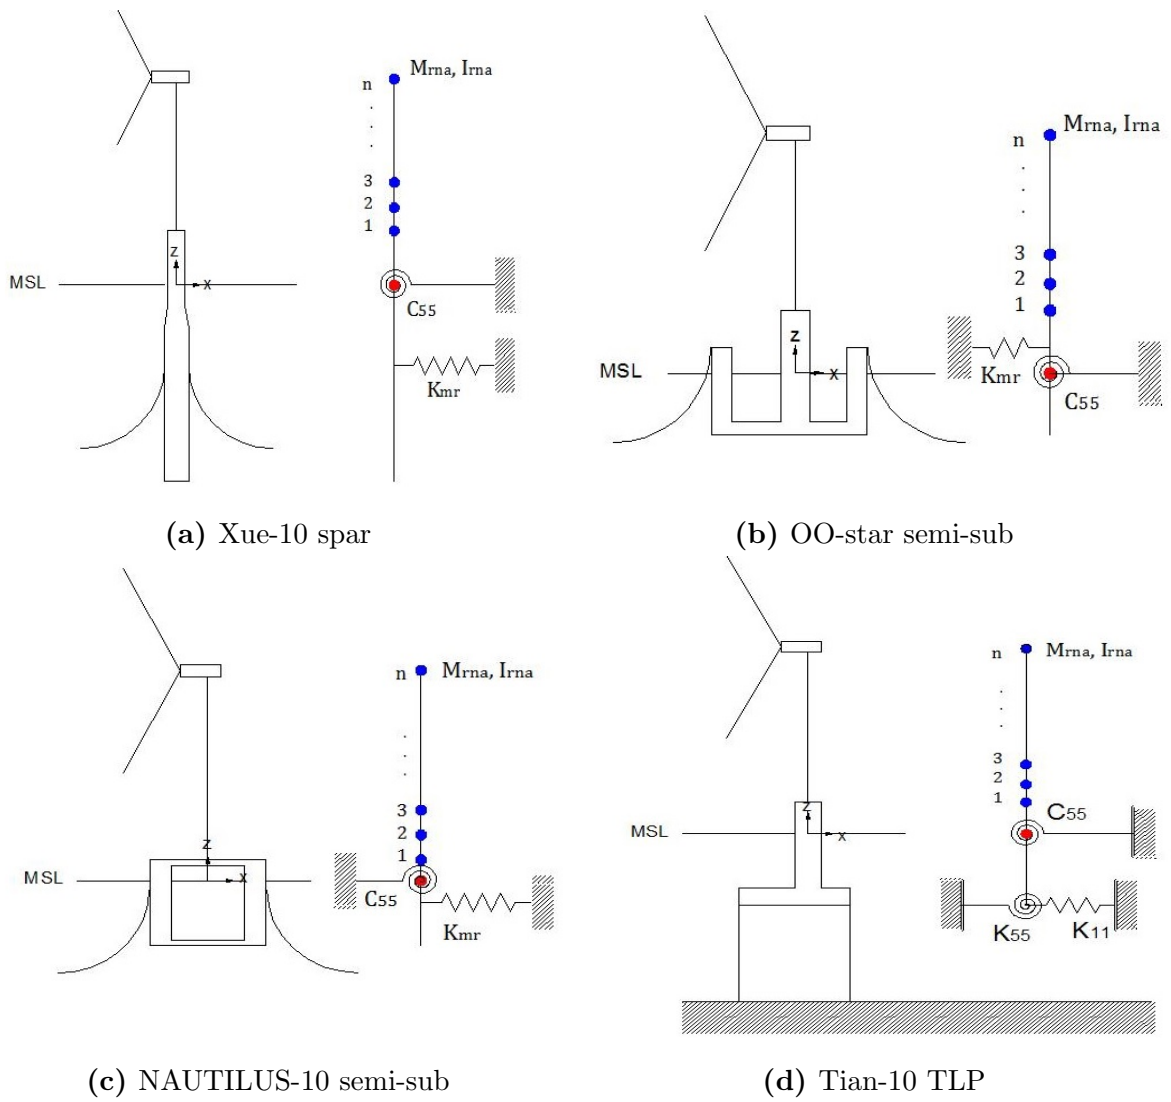 n
Mrna, Irna
.
.
.
3
2
1
z
MSL
x
C55
Kmr
(a) Xue-10 spar
n
Mrna, Irna
.
.
.
3
2
1
z
MSL
x
Kmr
C55
(b) OO-star semi-sub
n
Mrna, Irna
.
.
.
3
2
1
z
MSL
x
C55
Kmr
(c) NAUTILUS-10 semi-sub
n
Mrna, Irna
.
.
.
3
2
1
z
MSL
x
C55
K55
K11
(d) Tian-10 TLP